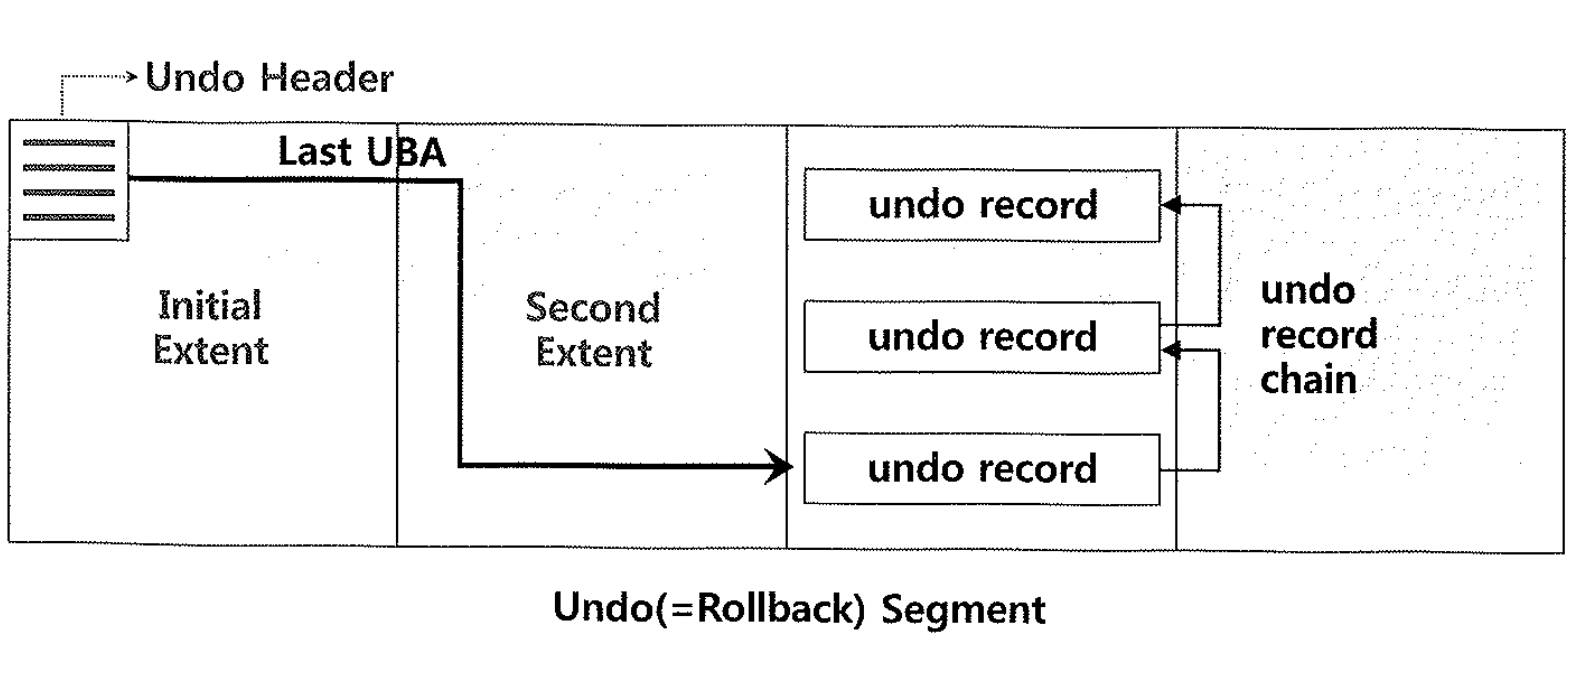 Undo Header
Last UBA
Initial
Extent
Second
Extent
undo record
undo record
undo record
undo
record
chain
Undo(=Rollback) Segment